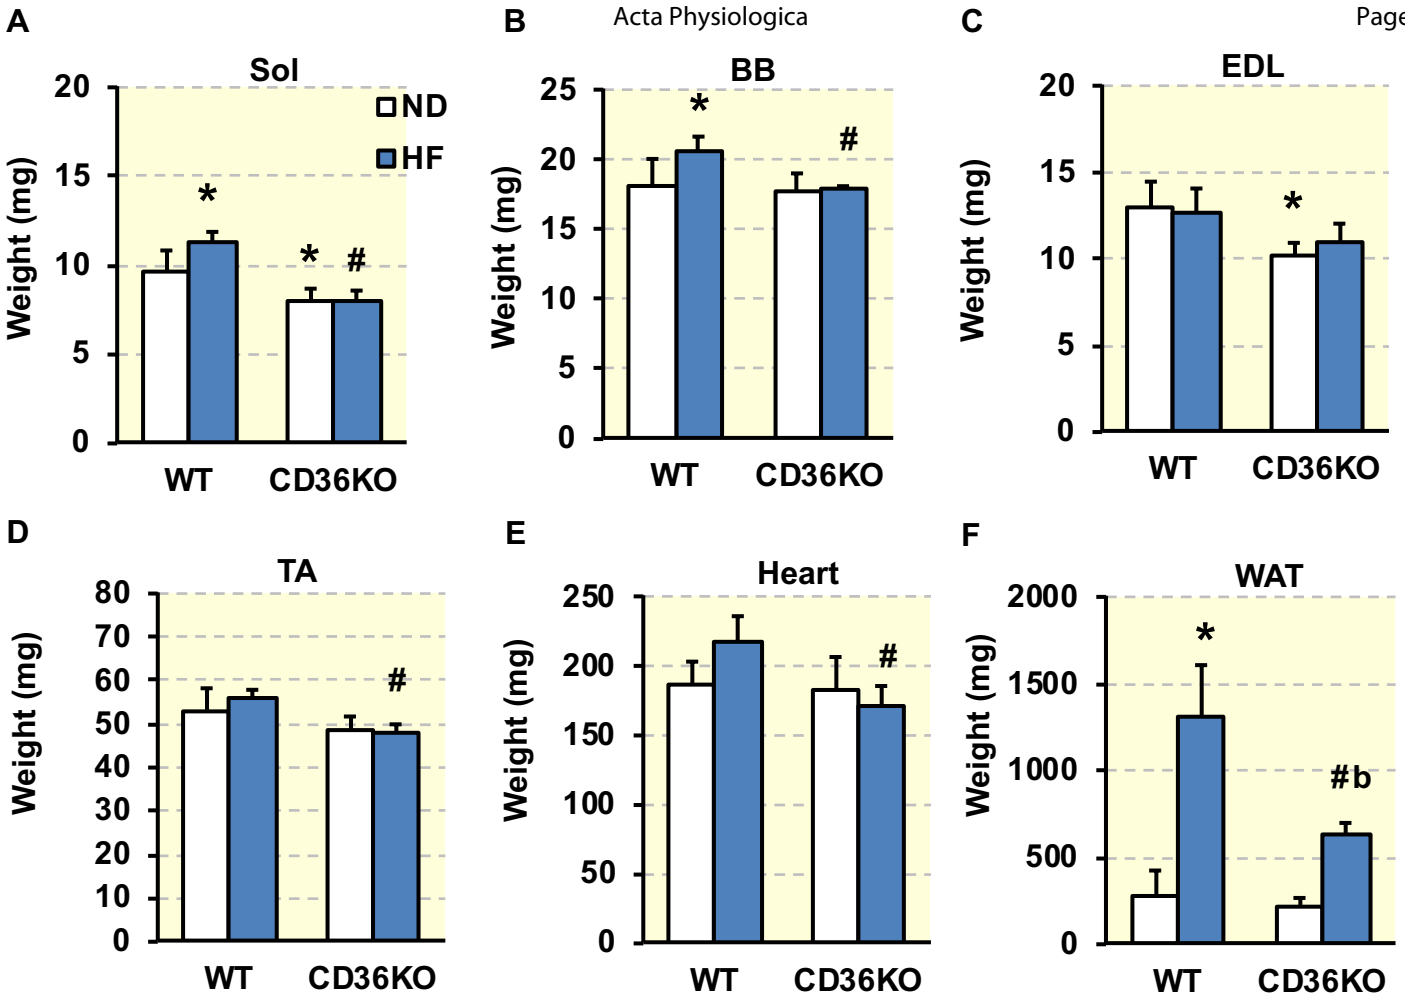 Acta Physiologica
Page
A
Sol
Weight (mg)
20
15
10
5
0
ND
HF
*
*
#
WT
CD36KO
B
BB
Weight (mg)
25
20
15
10
5
0
*
#
WT
CD36KO
C
EDL
Weight (mg)
20
15
10
5
0
*
WT
CD36KO
D
TA
Weight (mg)
80
70
60
50
40
30
20
10
0
#
WT
CD36KO
E
Heart
Weight (mg)
250
200
150
100
50
0
#
WT
CD36KO
F
WAT
Weight (mg)
2000
1500
1000
500
0
*
#b
WT
CD36KO